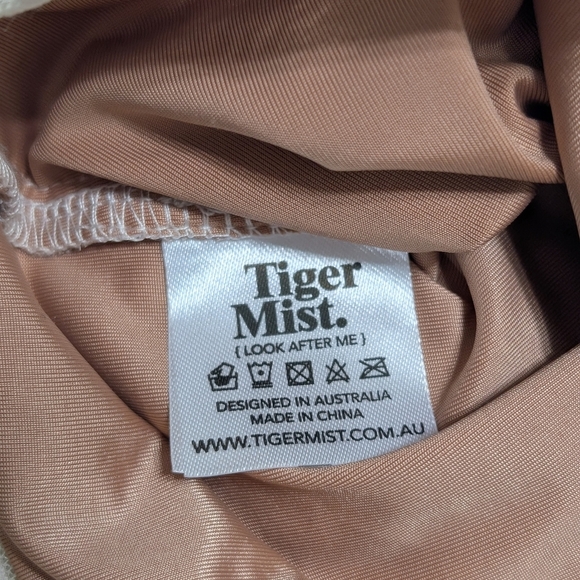 Tiger
Mist.
{ LOOK AFTER ME }
DESIGNED IN AUSTRALIA
MADE IN CHINA
WWW.TIGERMIST.COM.AU